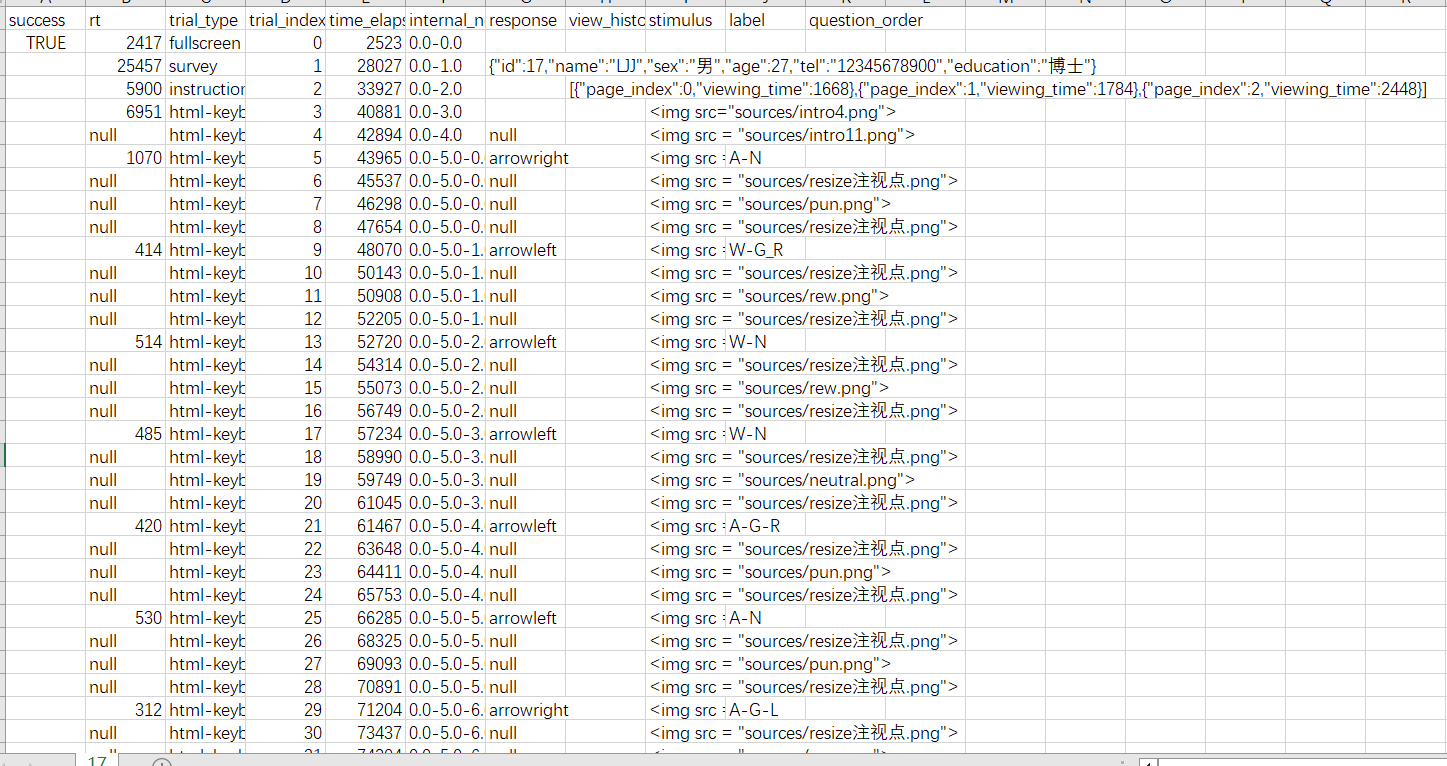 success rt trial_type trial_index time_elaps internal_n response view_histo stimulus label question_order
TRUE 2417 fullscreen 0 2523 0.0-0.0
25457 survey 1 28027 0.0-1.0 {"id":17,"name":"LJJ","sex":"男","age":27,"tel":"12345678900","education":"博士"}
5900 instruction 2 33927 0.0-2.0 [{"page_index":0,"viewing_time":1668},{"page_index":1,"viewing_time":1784},{"page_index":2,"viewing_time":2448}]
6951 html-keyb 3 40881 0.0-3.0 <img src="sources/intro4.png">
null html-keyb 4 42894 0.0-4.0 null <img src = "sources/intro11.png">
1070 html-keyb 5 43965 0.0-5.0-0. arrowright <img src = A-N
null html-keyb 6 45537 0.0-5.0-0. null <img src = "sources/resize注视点.png">
null html-keyb 7 46298 0.0-5.0-0. null <img src = "sources/pun.png">
null html-keyb 8 47654 0.0-5.0-0. null <img src = "sources/resize注视点.png">
414 html-keyb 9 48070 0.0-5.0-1. arrowleft <img src = W-G_R
null html-keyb 10 50143 0.0-5.0-1. null <img src = "sources/resize注视点.png">
null html-keyb 11 50908 0.0-5.0-1. null <img src = "sources/rew.png">
null html-keyb 12 52205 0.0-5.0-1. null <img src = "sources/resize注视点.png">
514 html-keyb 13 52720 0.0-5.0-2. arrowleft <img src = W-N
null html-keyb 14 54314 0.0-5.0-2. null <img src = "sources/resize注视点.png">
null html-keyb 15 55073 0.0-5.0-2. null <img src = "sources/rew.png">
null html-keyb 16 56749 0.0-5.0-2. null <img src = "sources/resize注视点.png">
485 html-keyb 17 57234 0.0-5.0-3. arrowleft <img src = W-N
null html-keyb 18 58990 0.0-5.0-3. null <img src = "sources/resize注视点.png">
null html-keyb 19 59749 0.0-5.0-3. null <img src = "sources/neutral.png">
null html-keyb 20 61045 0.0-5.0-3. null <img src = "sources/resize注视点.png">
420 html-keyb 21 61467 0.0-5.0-4. arrowleft <img src = A-G-R
null html-keyb 22 63648 0.0-5.0-4. null <img src = "sources/resize注视点.png">
null html-keyb 23 64411 0.0-5.0-4. null <img src = "sources/pun.png">
null html-keyb 24 65753 0.0-5.0-4. null <img src = "sources/resize注视点.png">
530 html-keyb 25 66285 0.0-5.0-5. arrowleft <img src = A-N
null html-keyb 26 68325 0.0-5.0-5. null <img src = "sources/resize注视点.png">
null html-keyb 27 69093 0.0-5.0-5. null <img src = "sources/pun.png">
null html-keyb 28 70891 0.0-5.0-5. null <img src = "sources/resize注视点.png">
312 html-keyb 29 71204 0.0-5.0-6. arrowright <img src = A-G-L
null html-keyb 30 73437 0.0-5.0-6. null <img src = "sources/resize注视点.png">
17